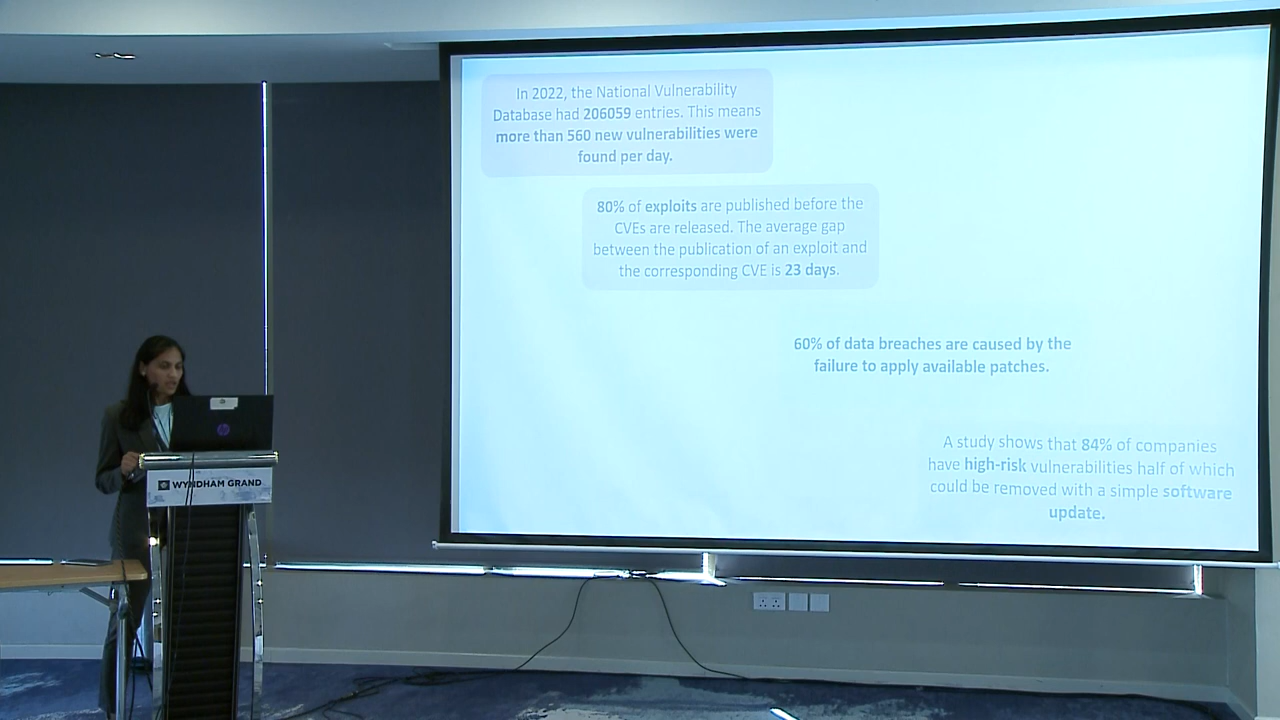 In 2022, the National Vulnerability
Database had 206059 entries. This means
more than 560 new vulnerabilities were
found per day.
80% of exploits are published before the
CVEs are released. The average gap
between the publication of an exploit and
the corresponding CVE is 23 days.
60% of data breaches are caused by the
failure to apply available patches.
A study shows that 84% of companies
have high-risk vulnerabilities half of which
could be removed with a simple software
update.
hp
WYNDHAM GRAND